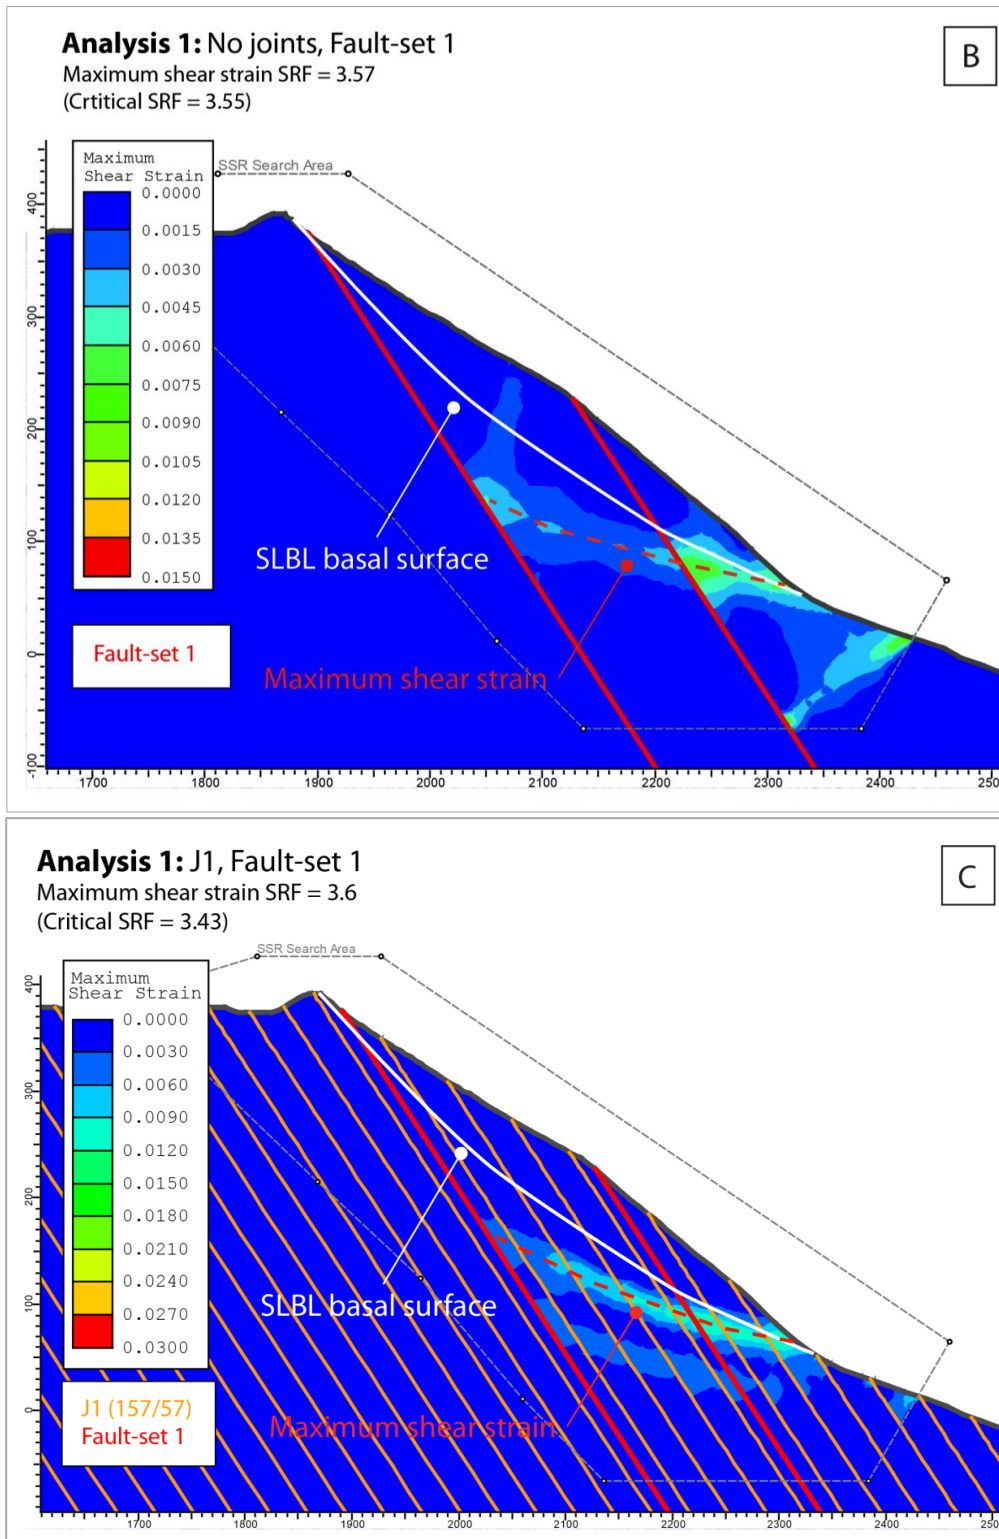 Analysis 1: No joints, Fault-set 1
B
Maximum shear strain SRF = 3.57
(Crtitical SRF = 3.55)
SSR Search Area
Maximum
Shear Strain
0.0000
0.0015
0.0030
0.0045
0.0060
0.0075
0.0090
0.0105
0.0120
0.0135
0.0150
400
300
200
100
0
-100
SLBL basal surface
Fault-set 1
Maximum shear strain
1700 1800 1900 2000 2100 2200 2300 2400 250
Analysis 1: J1, Fault-set 1
C
Maximum shear strain SRF = 3.6
(Critical SRF = 3.43)
SSR Search Area
Maximum
Shear Strain
0.0000
0.0030
0.0060
0.0090
0.0120
0.0150
0.0180
0.0210
0.0240
0.0270
0.0300
400
300
200
100
0
SLBL basal surface
J1 (157/57)
Fault-set 1
Maximum shear strain
1700 1800 1900 2000 2100 2200 2300 2400 250